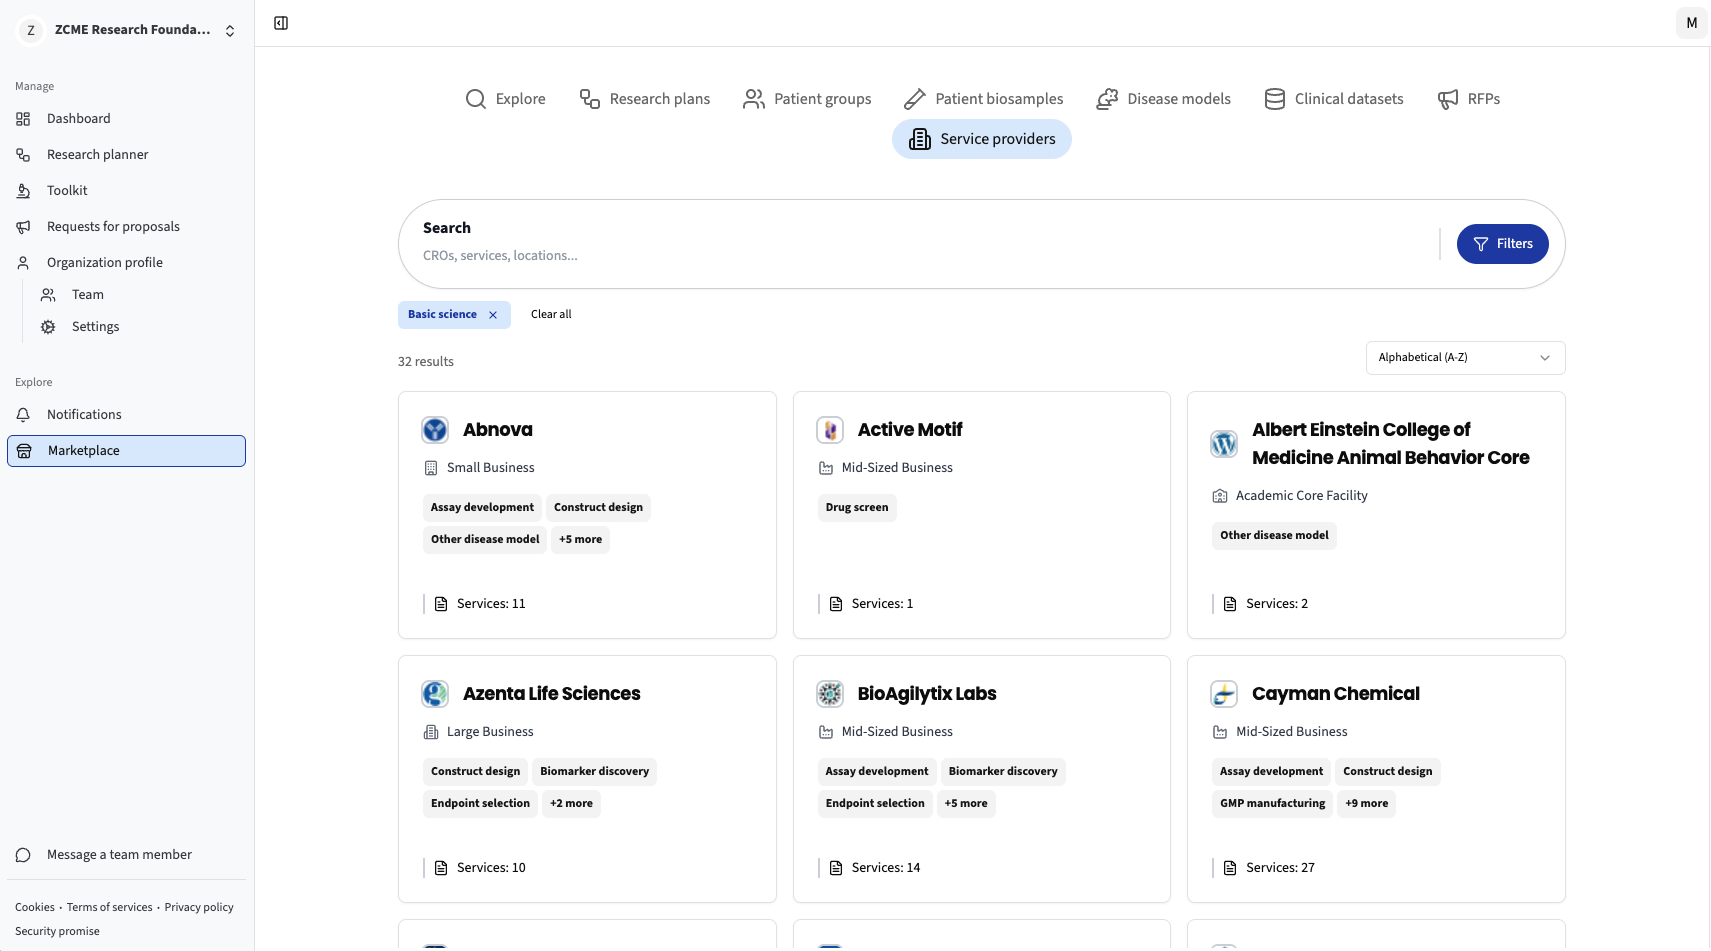 Z
ZCME Research Founda...
M
Manage
Dashboard
Research planner
Toolkit
Requests for proposals
Organization profile
Team
Settings
Explore
Notifications
Marketplace
Message a team member
Cookies · Terms of services · Privacy policy
Security promise
Explore
Research plans
Patient groups
Patient biosamples
Disease models
Clinical datasets
RFPs
Service providers
Search
CROs, services, locations...
Filters
Basic science
Clear all
32 results
Alphabetical (A-Z)
Abnova
Small Business
Assay development
Construct design
Other disease model
+5 more
Services: 11
Active Motif
Mid-Sized Business
Drug screen
Services: 1
Albert Einstein College of
Medicine Animal Behavior Core
Academic Core Facility
Other disease model
Services: 2
Azenta Life Sciences
Large Business
Construct design
Biomarker discovery
Endpoint selection
+2 more
Services: 10
BioAgilytix Labs
Mid-Sized Business
Assay development
Biomarker discovery
Endpoint selection
+5 more
Services: 14
Cayman Chemical
Mid-Sized Business
Assay development
Construct design
GMP manufacturing
+9 more
Services: 27